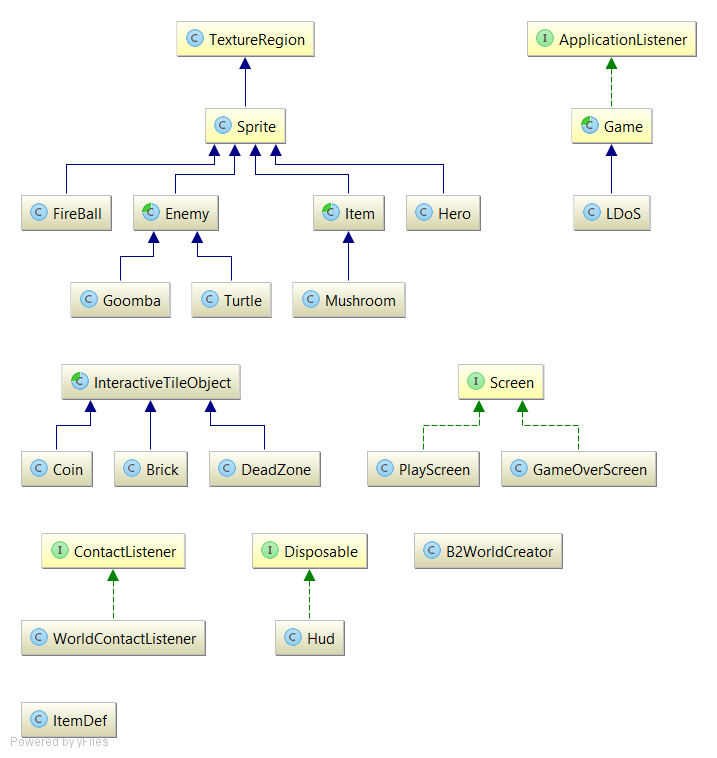 C TextureRegion
I ApplicationListener
C Sprite
C Game
C FireBall
C Enemy
C Item
C Hero
C LDoS
C Goomba
C Turtle
C Mushroom
C InteractiveTileObject
I Screen
C Coin
C Brick
C DeadZone
C PlayScreen
C GameOverScreen
I ContactListener
I Disposable
C B2WorldCreator
C WorldContactListener
C Hud
C ItemDef
Powered by yFiles